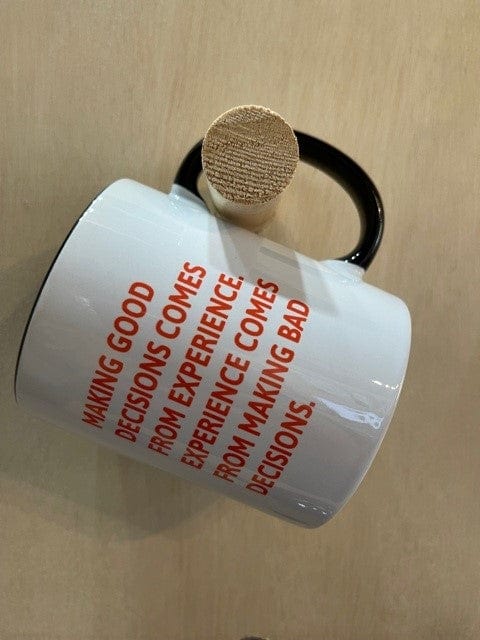 MAKING GOOD
DECISIONS COMES
FROM EXPERIENCE.
EXPERIENCE COMES
FROM MAKING BAD
DECISIONS.